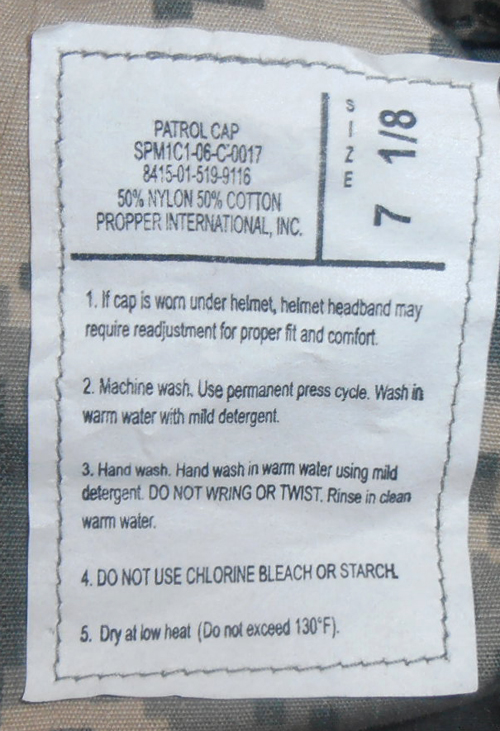 PATROL CAP
SPM1C1-06-C-0017
8415-01-519-9116
50% NYLON 50% COTTON
PROPPER INTERNATIONAL, INC.
SIZE
7 1/8
1. If cap is worn under helmet, helmet headband may
require readjustment for proper fit and comfort.
2. Machine wash. Use permanent press cycle. Wash in
warm water with mild detergent.
3. Hand wash. Hand wash in warm water using mild
detergent. DO NOT WRING OR TWIST. Rinse in clean
warm water.
4. DO NOT USE CHLORINE BLEACH OR STARCH.
5. Dry at low heat (Do not exceed 130°F).